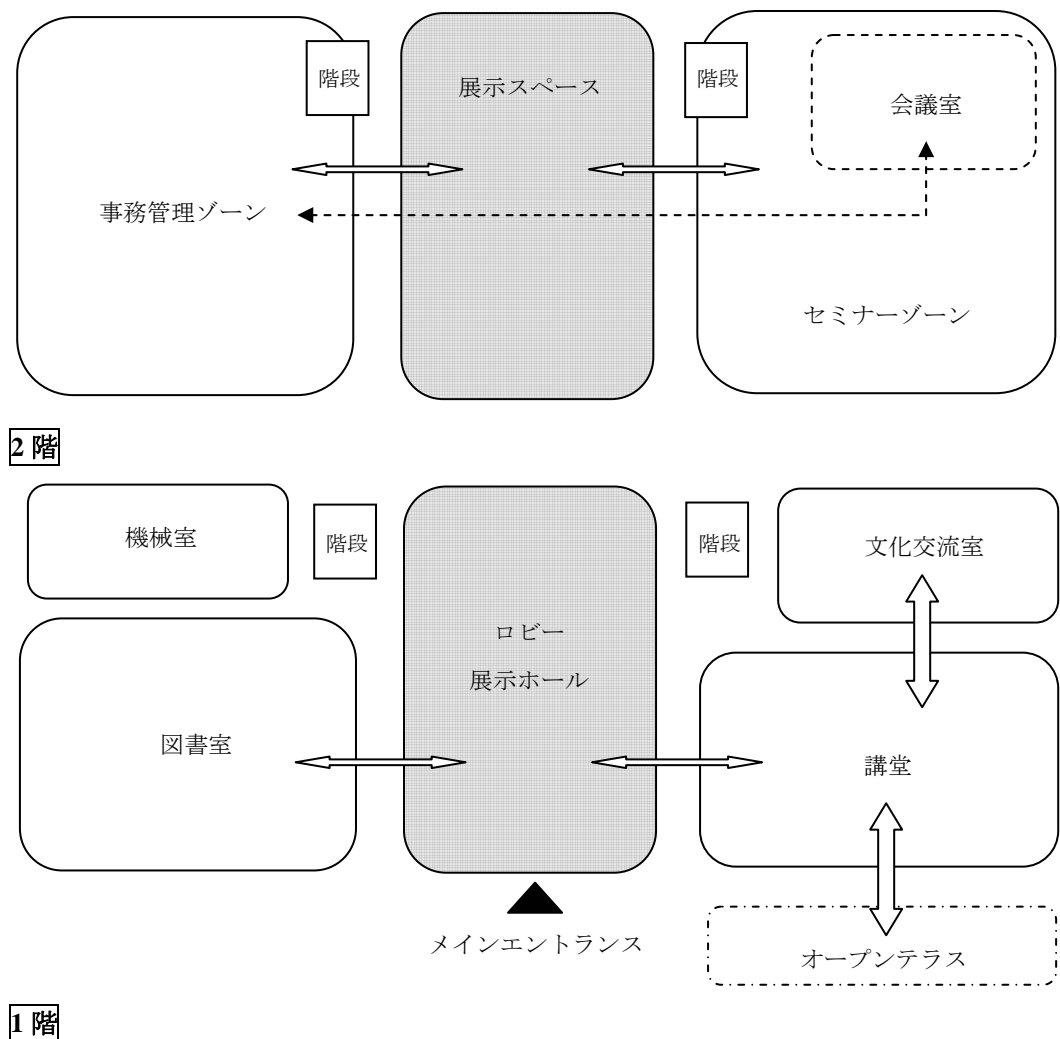 階段
展示スペース
階段
会議室
事務管理ゾーン
セミナーゾーン
2 階
機械室
階段
階段
文化交流室
ロビー
展示ホール
図書室
講堂
メインエントランス
オープンテラス
1 階